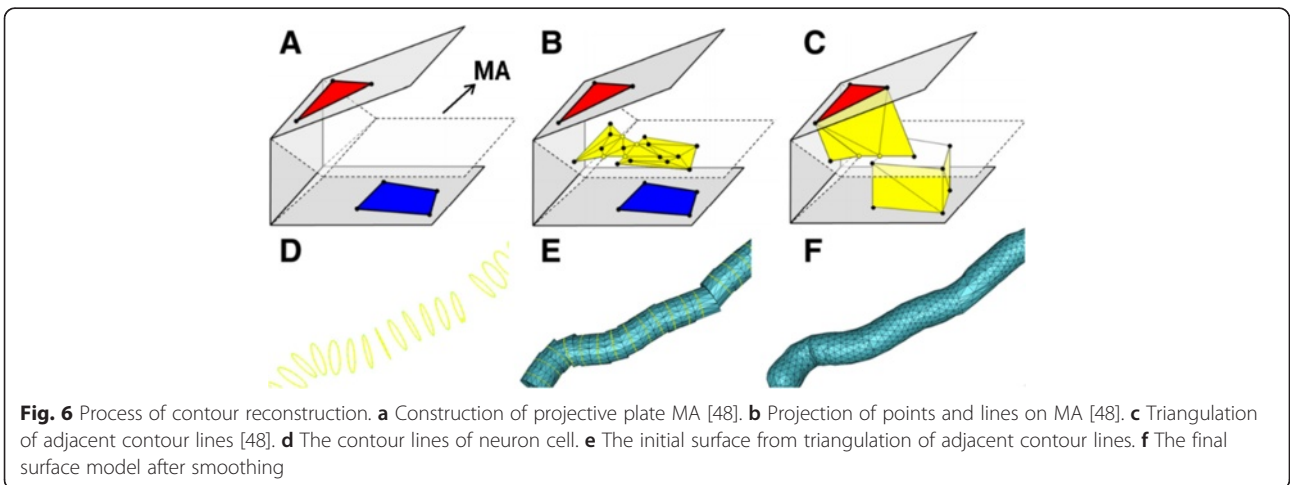 A
B
C
MA
D
E
F
Fig. 6 Process of contour reconstruction. a Construction of projective plate MA [48]. b Projection of points and lines on MA [48]. c Triangulation
of adjacent contour lines [48]. d The contour lines of neuron cell. e The initial surface from triangulation of adjacent contour lines. f The final
surface model after smoothing